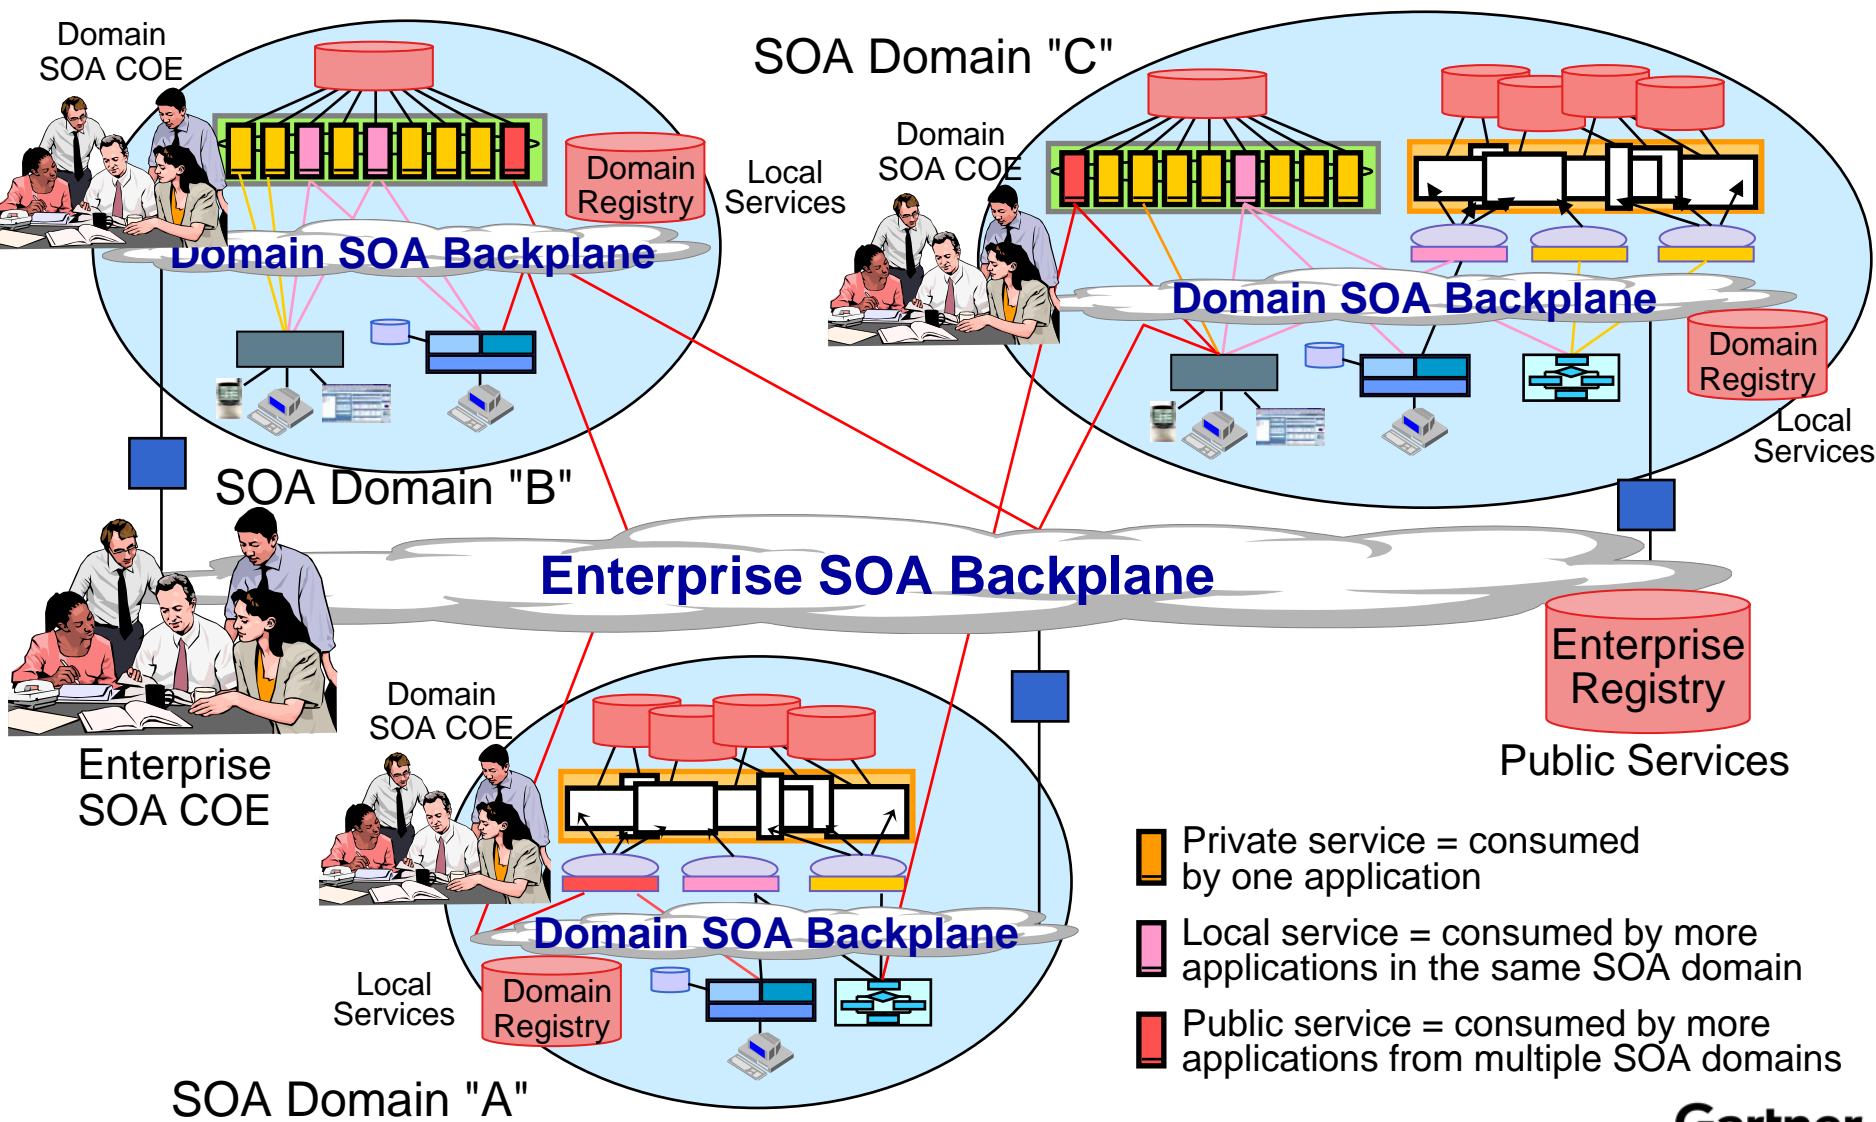 Domain
SOA COE
Domain
Registry
Local
Services
Domain SOA Backplane
SOA Domain "B"
SOA Domain "C"
Domain
SOA COE
Domain SOA Backplane
Domain
Registry
Local
Services
Enterprise SOA Backplane
Enterprise
SOA COE
Enterprise
Registry
Public Services
Domain
SOA COE
Domain SOA Backplane
Local
Services
Domain
Registry
SOA Domain "A"
Private service = consumed
by one application
Local service = consumed by more
applications in the same SOA domain
Public service = consumed by more
applications from multiple SOA domains
Gartner